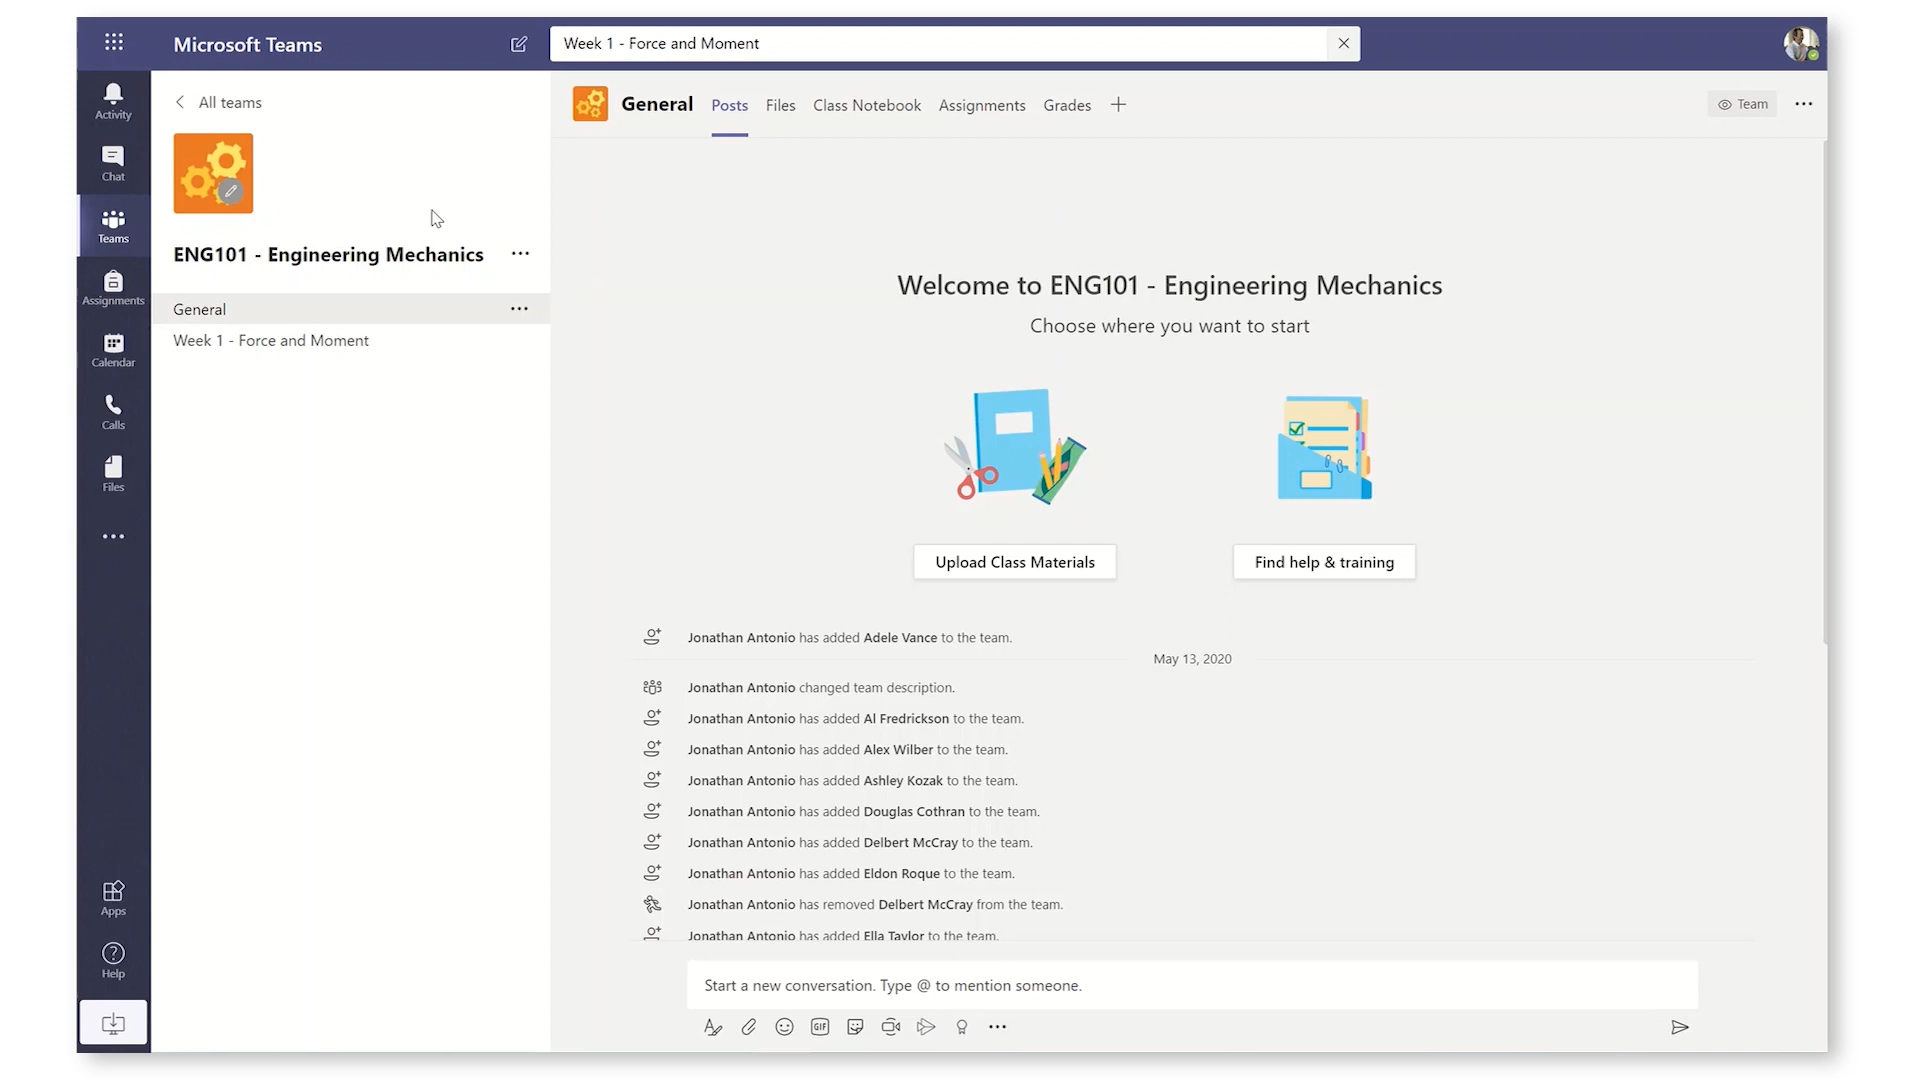 Microsoft Teams
Week 1 - Force and Moment
Activity
Chat
Teams
Assignments
Calendar
Calls
Files
Apps
Help
All teams
ENG101 - Engineering Mechanics
General
Week 1 - Force and Moment
General Posts Files Class Notebook Assignments Grades
Team
Welcome to ENG101 - Engineering Mechanics
Choose where you want to start
Upload Class Materials
Find help & training
Jonathan Antonio has added Adele Vance to the team.
May 13, 2020
Jonathan Antonio changed team description.
Jonathan Antonio has added Al Fredrickson to the team.
Jonathan Antonio has added Alex Wilber to the team.
Jonathan Antonio has added Ashley Kozak to the team.
Jonathan Antonio has added Douglas Cothran to the team.
Jonathan Antonio has added Delbert McCray to the team.
Jonathan Antonio has added Eldon Roque to the team.
Jonathan Antonio has removed Delbert McCray from the team.
Jonathan Antonio has added Ella Taylor to the team.
Start a new conversation. Type @ to mention someone.
GIF